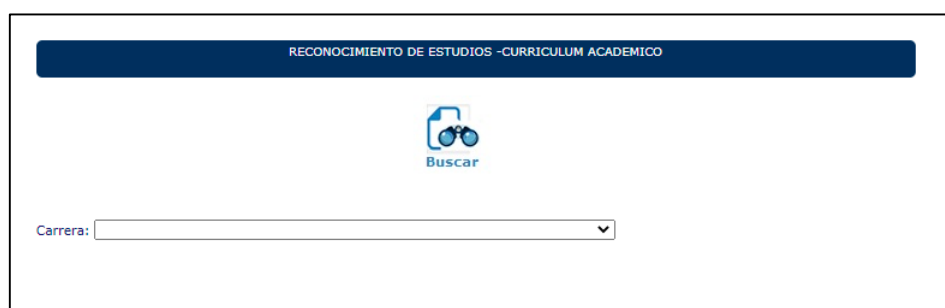 RECONOCIMIENTO DE ESTUDIOS -CURRICULUM ACADEMICO
Buscar
Carrera: